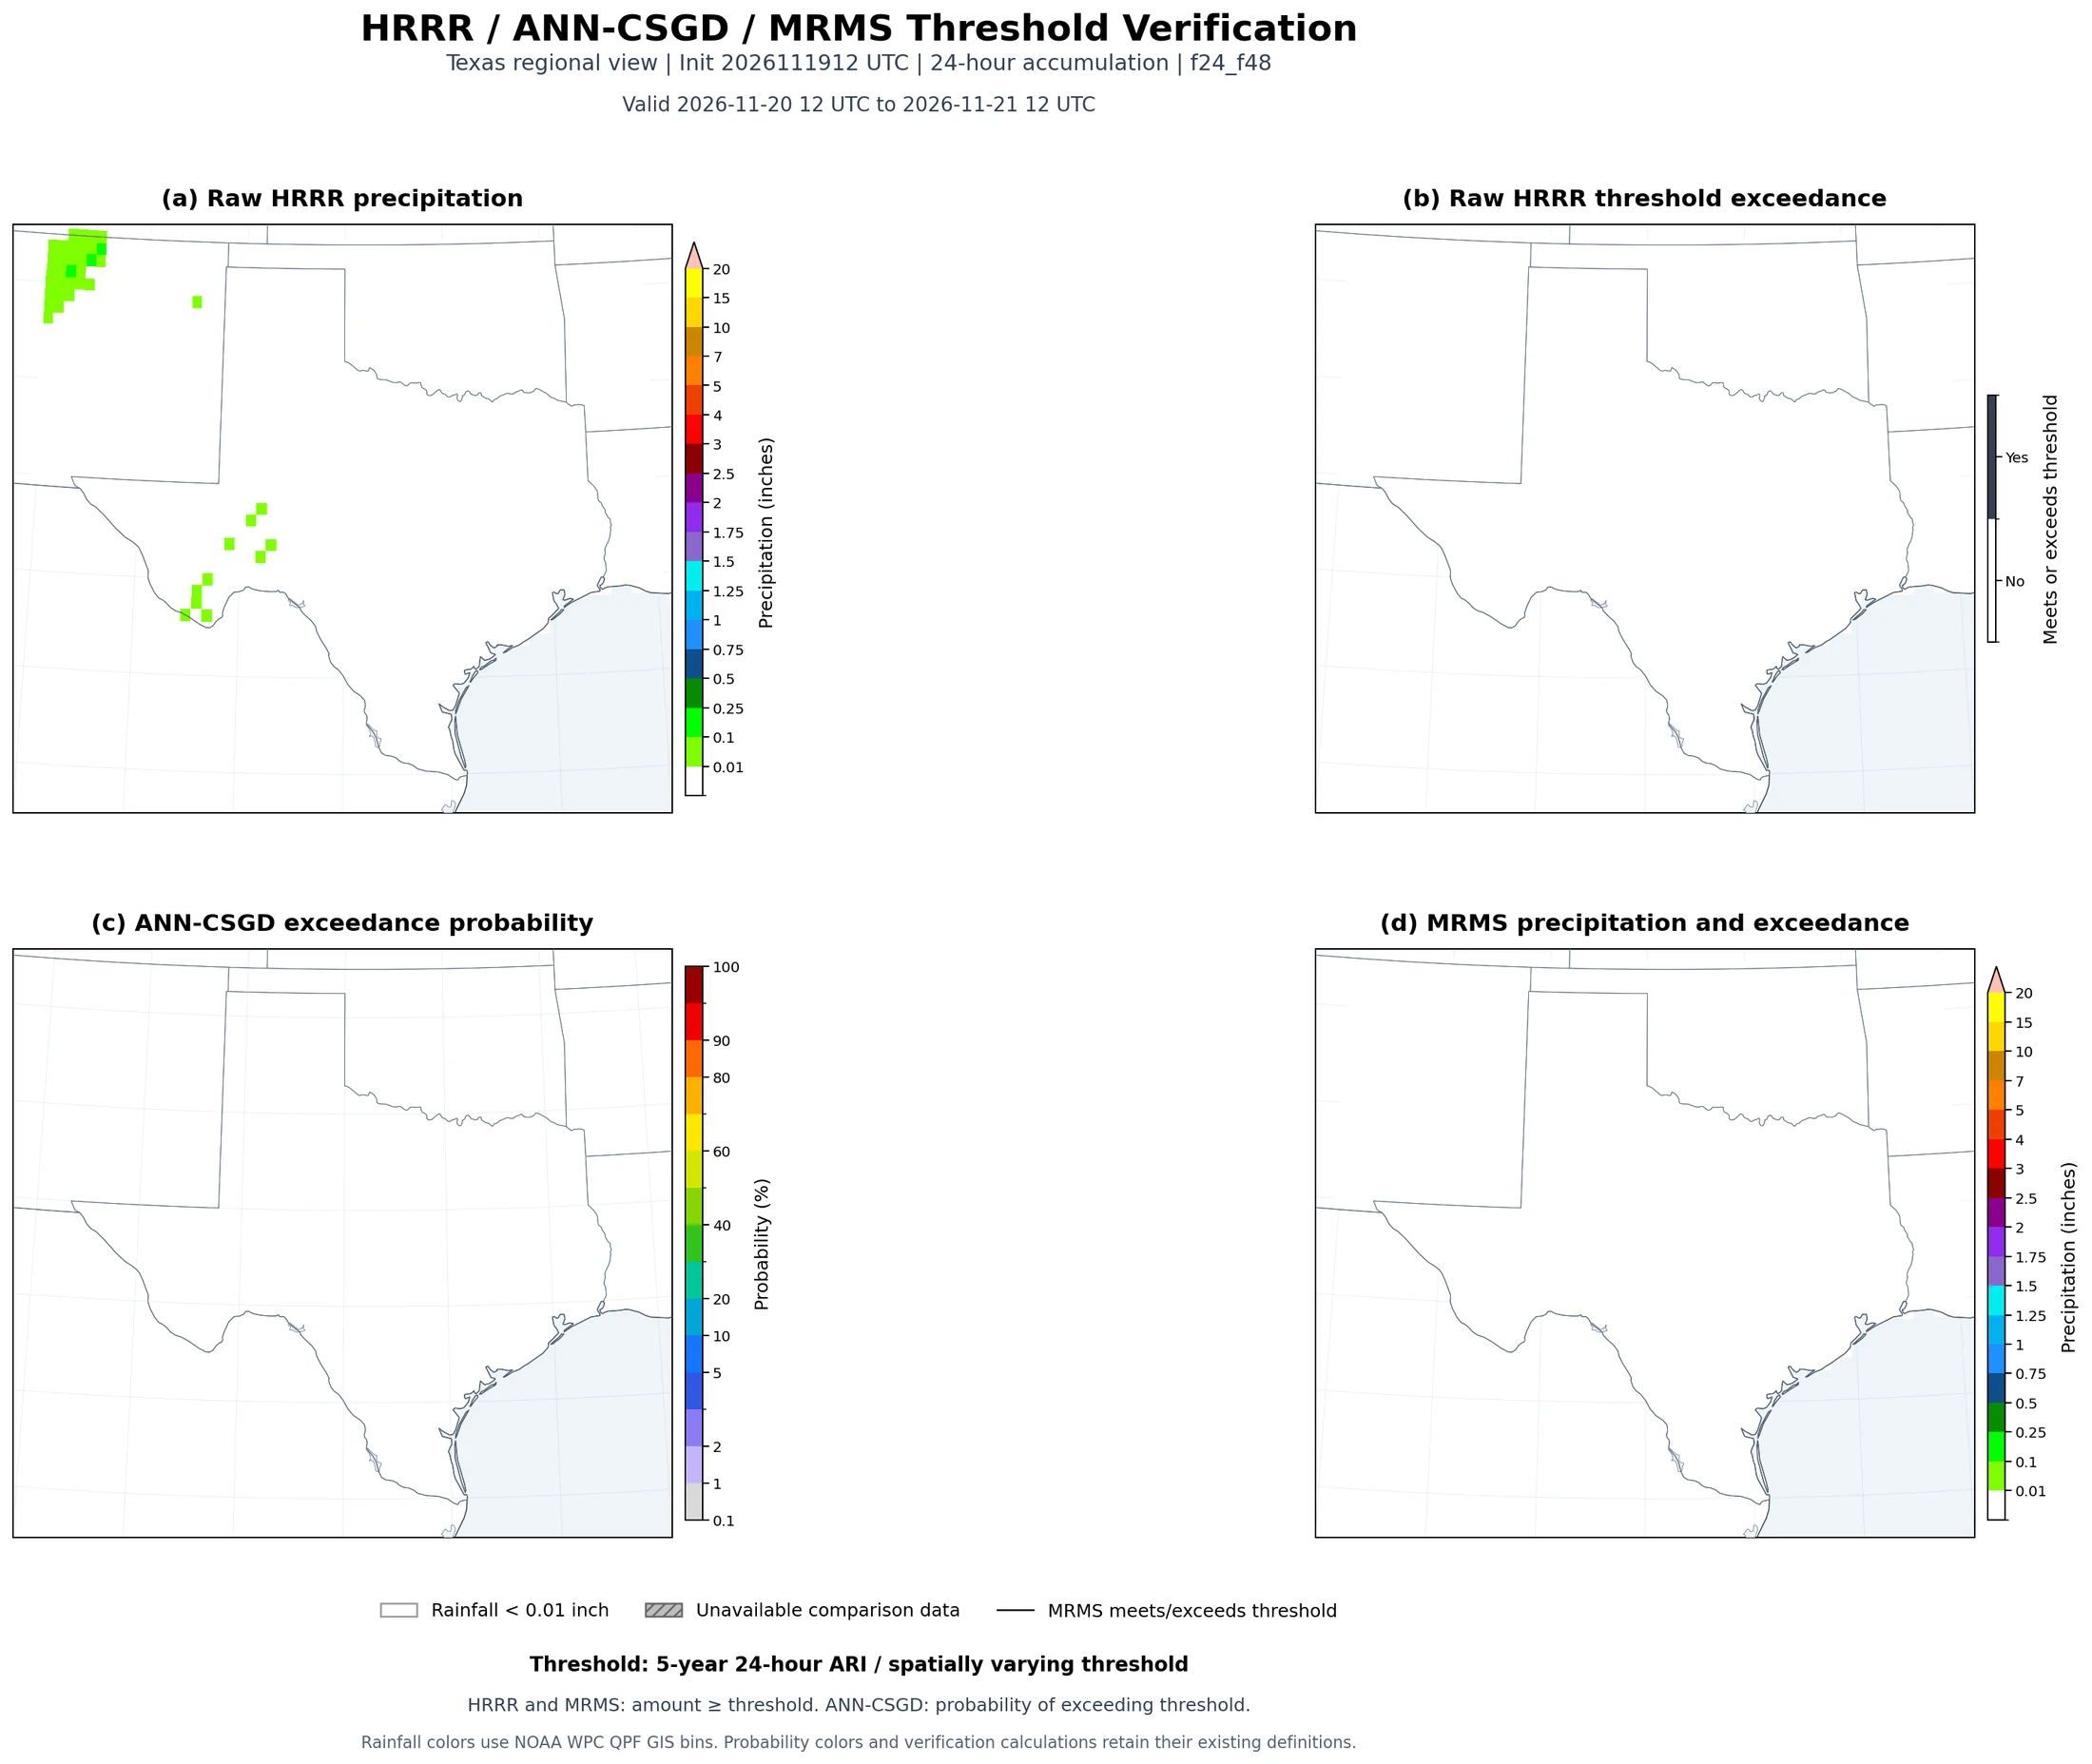 HRRR / ANN-CSGD / MRMS Threshold Verification
Texas regional view | Init 2026111912 UTC | 24-hour accumulation | f24_f48
Valid 2026-11-20 12 UTC to 2026-11-21 12 UTC
(a) Raw HRRR precipitation
20
15
10
7
5
4
3
2.5
2
1.75
1.5
1.25
1
0.75
0.5
0.25
0.1
0.01
Precipitation (inches)
(b) Raw HRRR threshold exceedance
Yes
No
Meets or exceeds threshold
(c) ANN-CSGD exceedance probability
100
90
80
60
40
20
10
5
2
1
0.1
Probability (%)
(d) MRMS precipitation and exceedance
20
15
10
7
5
4
3
2.5
2
1.75
1.5
1.25
1
0.75
0.5
0.25
0.1
0.01
Precipitation (inches)
Rainfall < 0.01 inch
Unavailable comparison data
MRMS meets/exceeds threshold
Threshold: 5-year 24-hour ARI / spatially varying threshold
HRRR and MRMS: amount ≥ threshold. ANN-CSGD: probability of exceeding threshold.
Rainfall colors use NOAA WPC QPF GIS bins. Probability colors and verification calculations retain their existing definitions.